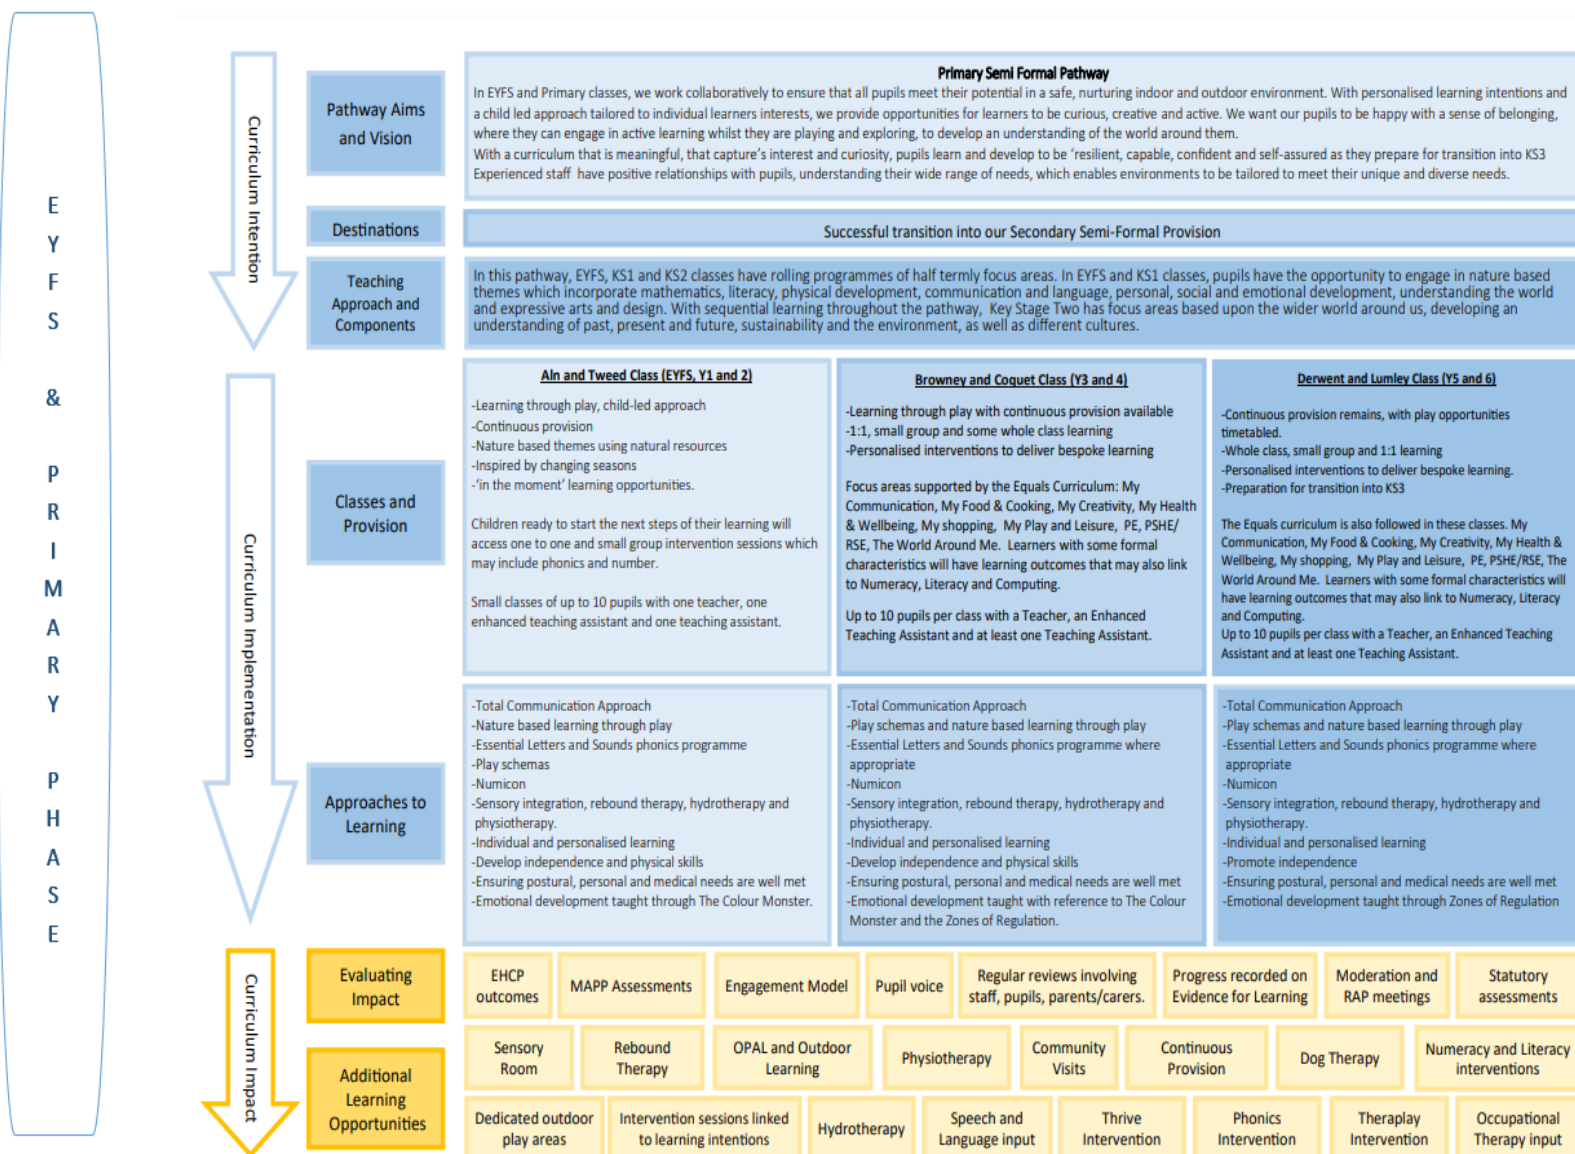 EYFS & PRIMARY PHASE
Curriculum Intention
Pathway Aims
and Vision
Primary Semi Formal Pathway
In EYFS and Primary classes, we work collaboratively to ensure that all pupils meet their potential in a safe, nurturing indoor and outdoor environment. With personalised learning intentions and
a child led approach tailored to individual learners interests, we provide opportunities for learners to be curious, creative and active. We want our pupils to be happy with a sense of belonging,
where they can engage in active learning whilst they are playing and exploring, to develop an understanding of the world around them.
With a curriculum that is meaningful, that capture's interest and curiosity, pupils learn and develop to be 'resilient, capable, confident and self-assured as they prepare for transition into KS3
Experienced staff have positive relationships with pupils, understanding their wide range of needs, which enables environments to be tailored to meet their unique and diverse needs.
Destinations
Successful transition into our Secondary Semi-Formal Provision
Teaching
Approach and
Components
In this pathway, EYFS, KS1 and KS2 classes have rolling programmes of half termly focus areas. In EYFS and KS1 classes, pupils have the opportunity to engage in nature based
themes which incorporate mathematics, literacy, physical development, communication and language, personal, social and emotional development, understanding the world
and expressive arts and design. With sequential learning throughout the pathway, Key Stage Two has focus areas based upon the wider world around us, developing an
understanding of past, present and future, sustainability and the environment, as well as different cultures.
Curriculum Implementation
Classes and
Provision
Aln and Tweed Class (EYFS, Y1 and 2)
-Learning through play, child-led approach
-Continuous provision
-Nature based themes using natural resources
-Inspired by changing seasons
-'in the moment' learning opportunities.
Children ready to start the next steps of their learning will
access one to one and small group intervention sessions which
may include phonics and number.
Small classes of up to 10 pupils with one teacher, one
enhanced teaching assistant and one teaching assistant.
Browney and Coquet Class (Y3 and 4)
-Learning through play with continuous provision available
-1:1, small group and some whole class learning
-Personalised interventions to deliver bespoke learning
Focus areas supported by the Equals Curriculum: My
Communication, My Food & Cooking, My Creativity, My Health
& Wellbeing, My shopping, My Play and Leisure, PE, PSHE/
RSE, The World Around Me. Learners with some formal
characteristics will have learning outcomes that may also link
to Numeracy, Literacy and Computing.
Up to 10 pupils per class with a Teacher, an Enhanced
Teaching Assistant and at least one Teaching Assistant.
Derwent and Lumley Class (Y5 and 6)
-Continuous provision remains, with play opportunities
timetabled.
-Whole class, small group and 1:1 learning
-Personalised interventions to deliver bespoke learning.
-Preparation for transition into KS3
The Equals curriculum is also followed in these classes. My
Communication, My Food & Cooking, My Creativity, My Health &
Wellbeing, My shopping, My Play and Leisure, PE, PSHE/RSE, The
World Around Me. Learners with some formal characteristics will
have learning outcomes that may also link to Numeracy, Literacy
and Computing.
Up to 10 pupils per class with a Teacher, an Enhanced Teaching
Assistant and at least one Teaching Assistant.
Approaches to
Learning
-Total Communication Approach
-Nature based learning through play
-Essential Letters and Sounds phonics programme
-Play schemas
-Numicon
-Sensory integration, rebound therapy, hydrotherapy and
physiotherapy.
-Individual and personalised learning
-Develop independence and physical skills
-Ensuring postural, personal and medical needs are well met
-Emotional development taught through The Colour Monster.
-Total Communication Approach
-Play schemas and nature based learning through play
-Essential Letters and Sounds phonics programme where
appropriate
-Numicon
-Sensory integration, rebound therapy, hydrotherapy and
physiotherapy.
-Individual and personalised learning
-Develop independence and physical skills
-Ensuring postural, personal and medical needs are well met
-Emotional development taught with reference to The Colour
Monster and the Zones of Regulation.
-Total Communication Approach
-Play schemas and nature based learning through play
-Essential Letters and Sounds phonics programme where
appropriate
-Numicon
-Sensory integration, rebound therapy, hydrotherapy and
physiotherapy.
-Individual and personalised learning
-Promote independence
-Ensuring postural, personal and medical needs are well met
-Emotional development taught through Zones of Regulation
Curriculum Impact
Evaluating
Impact
EHCP
outcomes
MAPP Assessments
Engagement Model
Pupil voice
Regular reviews involving
staff, pupils, parents/carers.
Progress recorded on
Evidence for Learning
Moderation and
RAP meetings
Statutory
assessments
Additional
Learning
Opportunities
Sensory
Room
Rebound
Therapy
OPAL and Outdoor
Learning
Physiotherapy
Community
Visits
Continuous
Provision
Dog Therapy
Numeracy and Literacy
interventions
Dedicated outdoor
play areas
Intervention sessions linked
to learning intentions
Hydrotherapy
Speech and
Language input
Thrive
Intervention
Phonics
Intervention
Theraplay
Intervention
Occupational
Therapy input